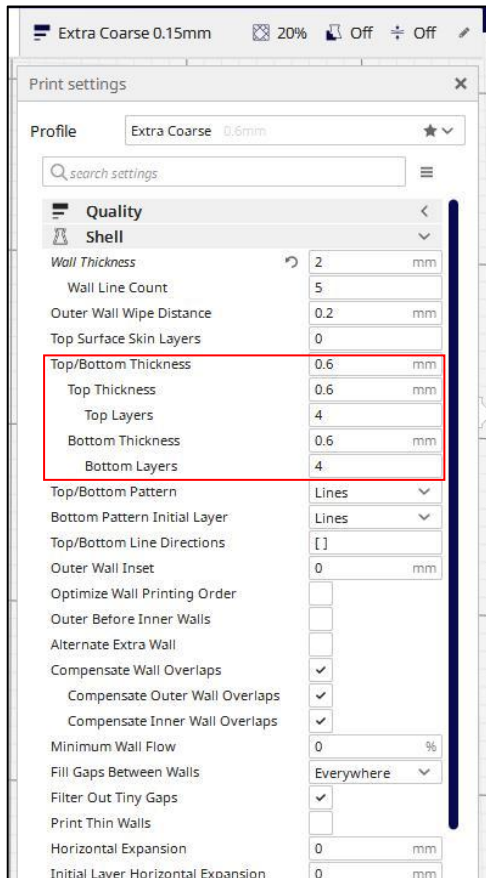 Extra Coarse 0.15mm 20% Off Off
Print settings
Profile Extra Coarse 0.6mm
search settings
Quality
Shell
Wall Thickness 2 mm
Wall Line Count 5
Outer Wall Wipe Distance 0.2 mm
Top Surface Skin Layers 0
Top/Bottom Thickness 0.6 mm
Top Thickness 0.6 mm
Top Layers 4
Bottom Thickness 0.6 mm
Bottom Layers 4
Top/Bottom Pattern Lines
Bottom Pattern Initial Layer Lines
Top/Bottom Line Directions [ ]
Outer Wall Inset 0 mm
Optimize Wall Printing Order
Outer Before Inner Walls
Alternate Extra Wall
Compensate Wall Overlaps
Compensate Outer Wall Overlaps
Compensate Inner Wall Overlaps
Minimum Wall Flow 0 %
Fill Gaps Between Walls Everywhere
Filter Out Tiny Gaps
Print Thin Walls
Horizontal Expansion 0 mm
Initial Layer Horizontal Expansion 0 mm